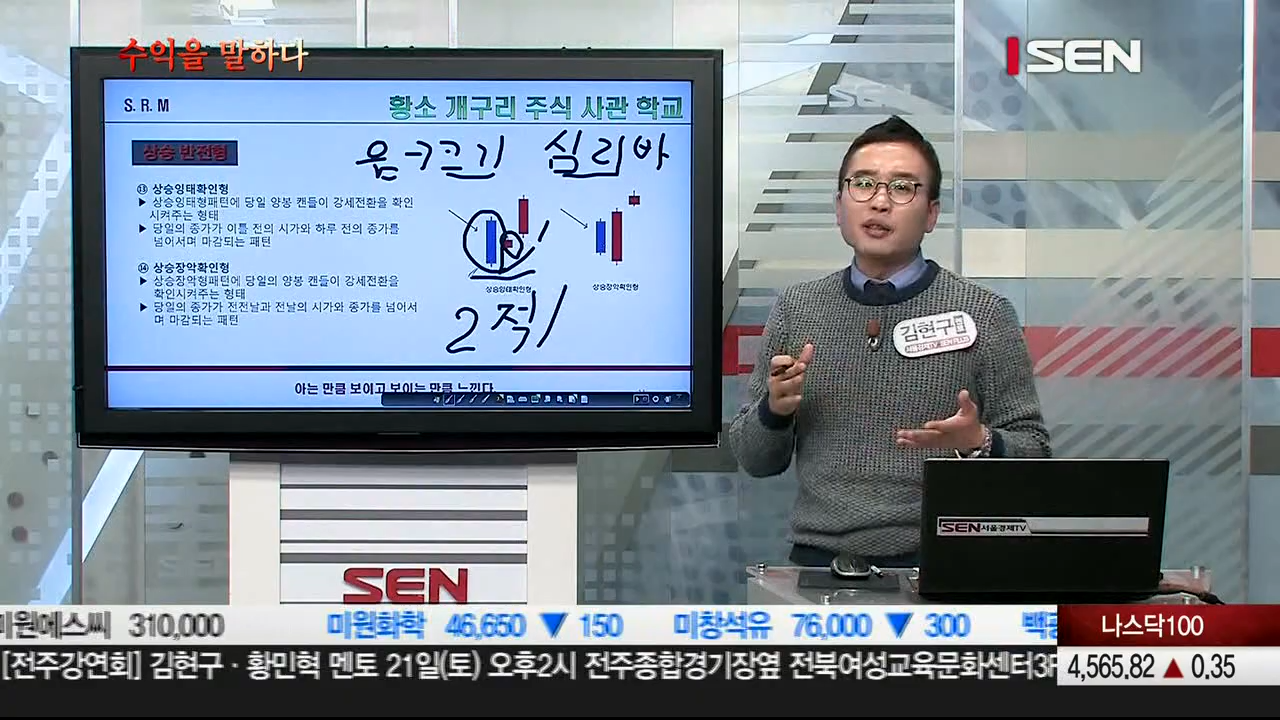 수익을 말하다
SEN
S. R. M
황소 개구리 주식 사관 학교
상승 반전형
음 심리바
⑬ 상승잉태확인형
▶ 상승잉태형패턴에 당일 양봉 캔들이 강세전환을 확인
시켜주는 형태
▶ 당일의 종가가 이틀 전의 시가와 하루 전의 종가를
넘어서며 마감되는 패턴
⑭ 상승장악확인형
▶ 상승장악형패턴에 당일의 양봉 캔들이 강세전환을
확인시켜주는 형태
▶ 당일의 종가가 전전날과 전날의 시가와 종가를 넘어서
며 마감되는 패턴
상승잉태확인형
상승장악확인형
2적
아는 만큼 보이고 보이는 만큼 느낀다
김현구
SEN
SEN 서울경제TV
미원에스씨 310,000 미원화학 46,650 ▼ 150 미창석유 76,000 ▼ 300 백광
나스닥100
[전주강연회] 김현구·황민혁 멘토 21일(토) 오후2시 전주종합경기장옆 전북여성교육문화센터3F
4,565.82 ▲ 0.35